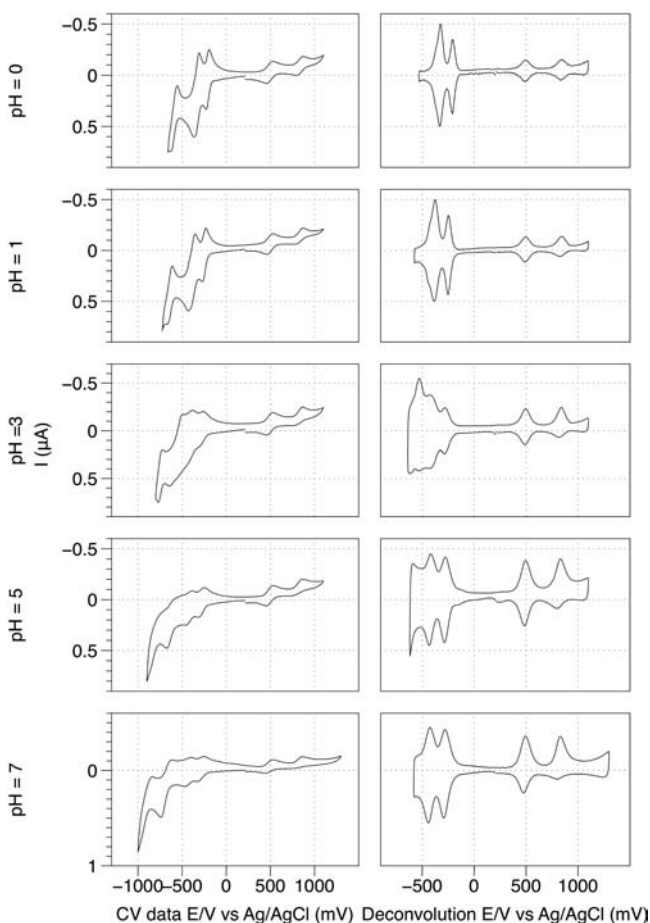 pH = 0
−0.5
0
0.5
pH = 1
−0.5
0
0.5
pH =3
I (µA)
−0.5
0
0.5
pH = 5
−0.5
0
0.5
pH = 7
0
1
−1000 −500 0 500 1000
−500 0 500 1000
CV data E/V vs Ag/AgCl (mV)
Deconvolution E/V vs Ag/AgCl (mV)